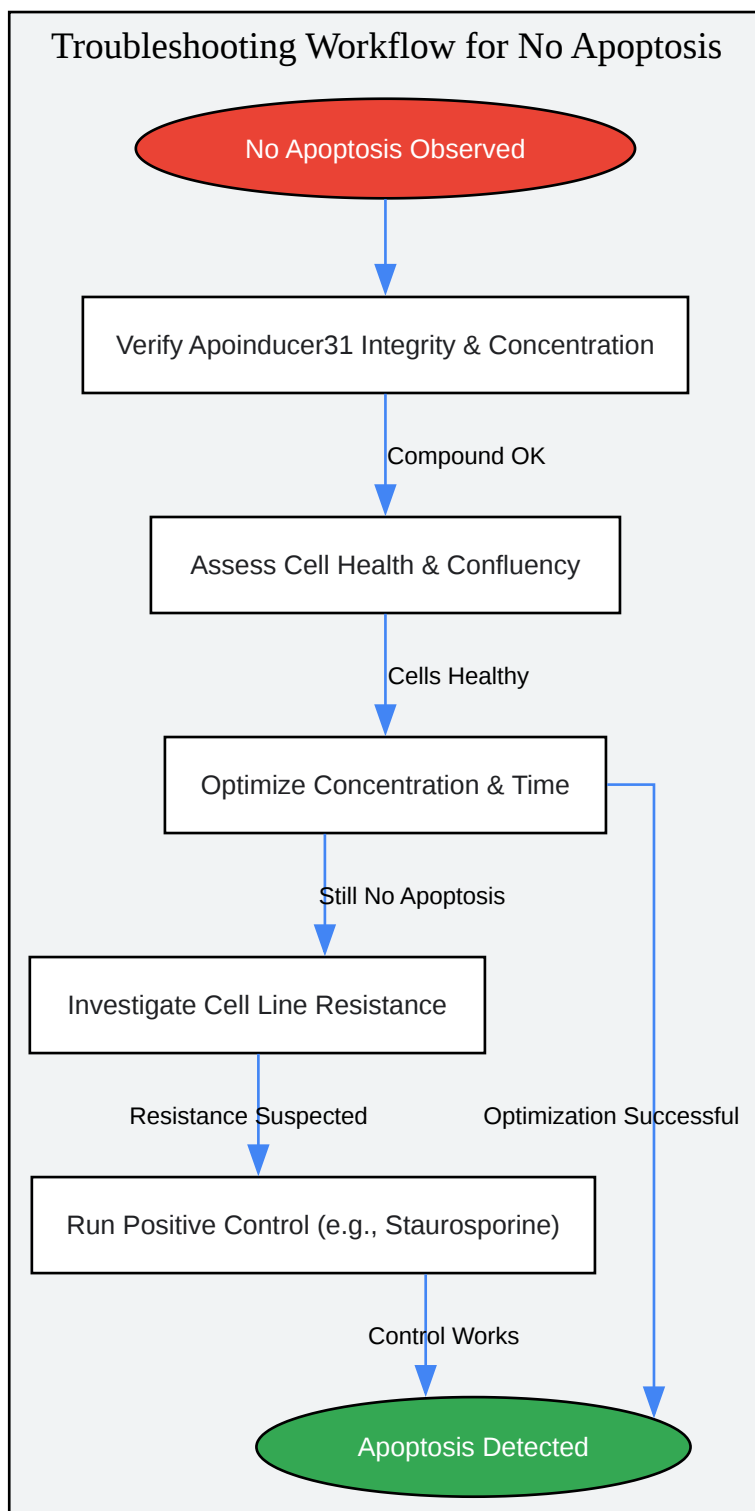 Troubleshooting Workflow for No Apoptosis
No Apoptosis Observed
Verify Apoinducer31 Integrity & Concentration
Compound OK
Assess Cell Health & Confluency
Cells Healthy
Optimize Concentration & Time
Still No Apoptosis
Investigate Cell Line Resistance
Resistance Suspected
Optimization Successful
Run Positive Control (e.g., Staurosporine)
Control Works
Apoptosis Detected